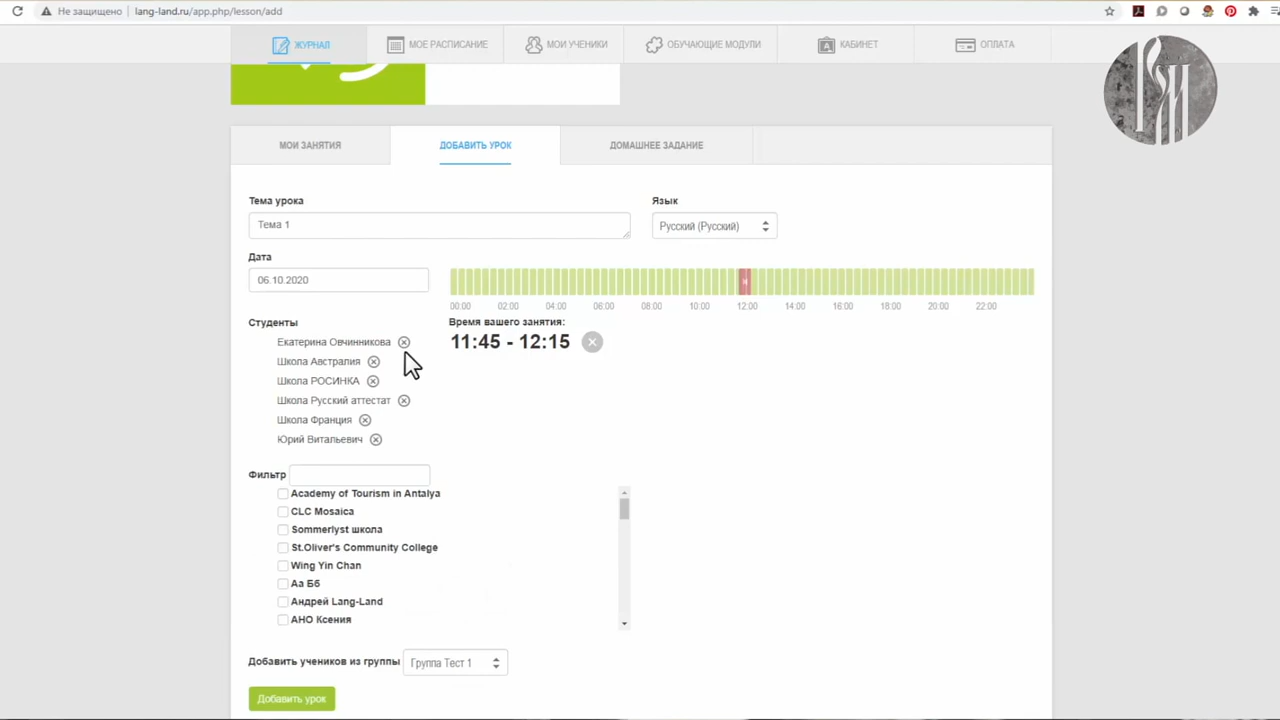 Не защищено
lang-land.ru/app.php/lesson/add
ЖУРНАЛ
МОЕ РАСПИСАНИЕ
МОИ УЧЕНИКИ
ОБУЧАЮЩИЕ МОДУЛИ
КАБИНЕТ
ОПЛАТА
МОИ ЗАНЯТИЯ
ДОБАВИТЬ УРОК
ДОМАШНЕЕ ЗАДАНИЕ
Тема урока
Язык
Тема 1
Русский (Русский)
Дата
06.10.2020
00:00 02:00 04:00 06:00 08:00 10:00 12:00 14:00 16:00 18:00 20:00 22:00
Студенты
Время вашего занятия:
11:45 - 12:15
Екатерина Овчинникова
Школа Австралия
Школа РОСИНКА
Школа Русский аттестат
Школа Франция
Юрий Витальевич
Фильтр
Academy of Tourism in Antalya
CLC Mosaica
Sommerlyst школа
St.Oliver's Community College
Wing Yin Chan
Аа Бб
Андрей Lang-Land
АНО Ксения
Добавить учеников из группы
Группа Тест 1
Добавить урок